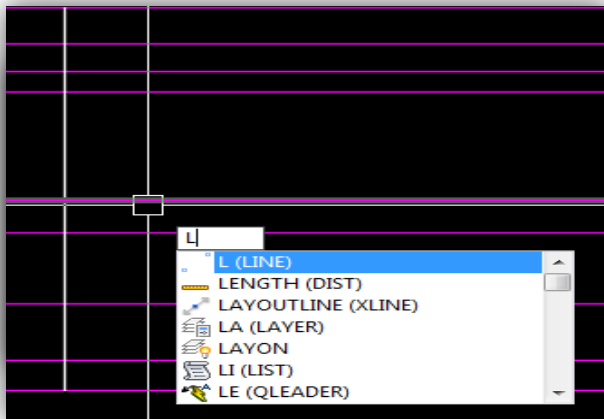 L
L (LINE)
LENGTH (DIST)
LAYOUTLINE (XLINE)
LA (LAYER)
LAYON
LI (LIST)
LE (QLEADER)